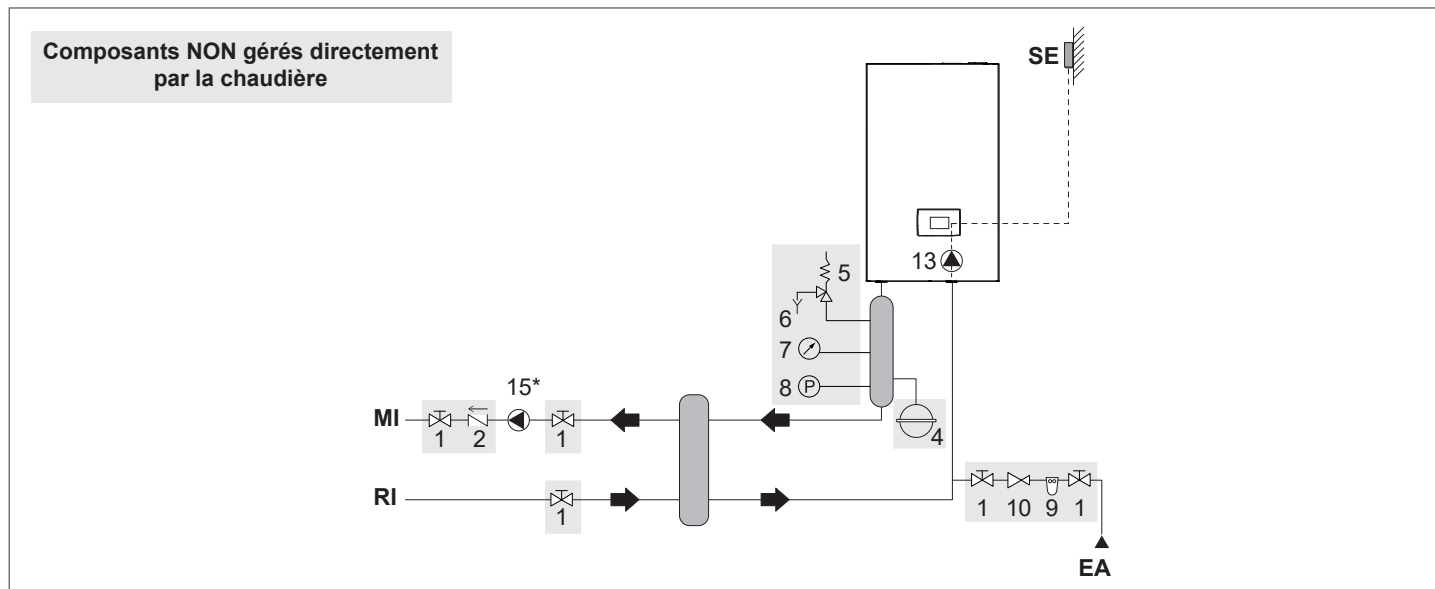 Composants NON gérés directement
par la chaudière
SE
13
5
6
7
8 P
15*
MI
1 2 1
4
RI
1
1 10 9 1
EA